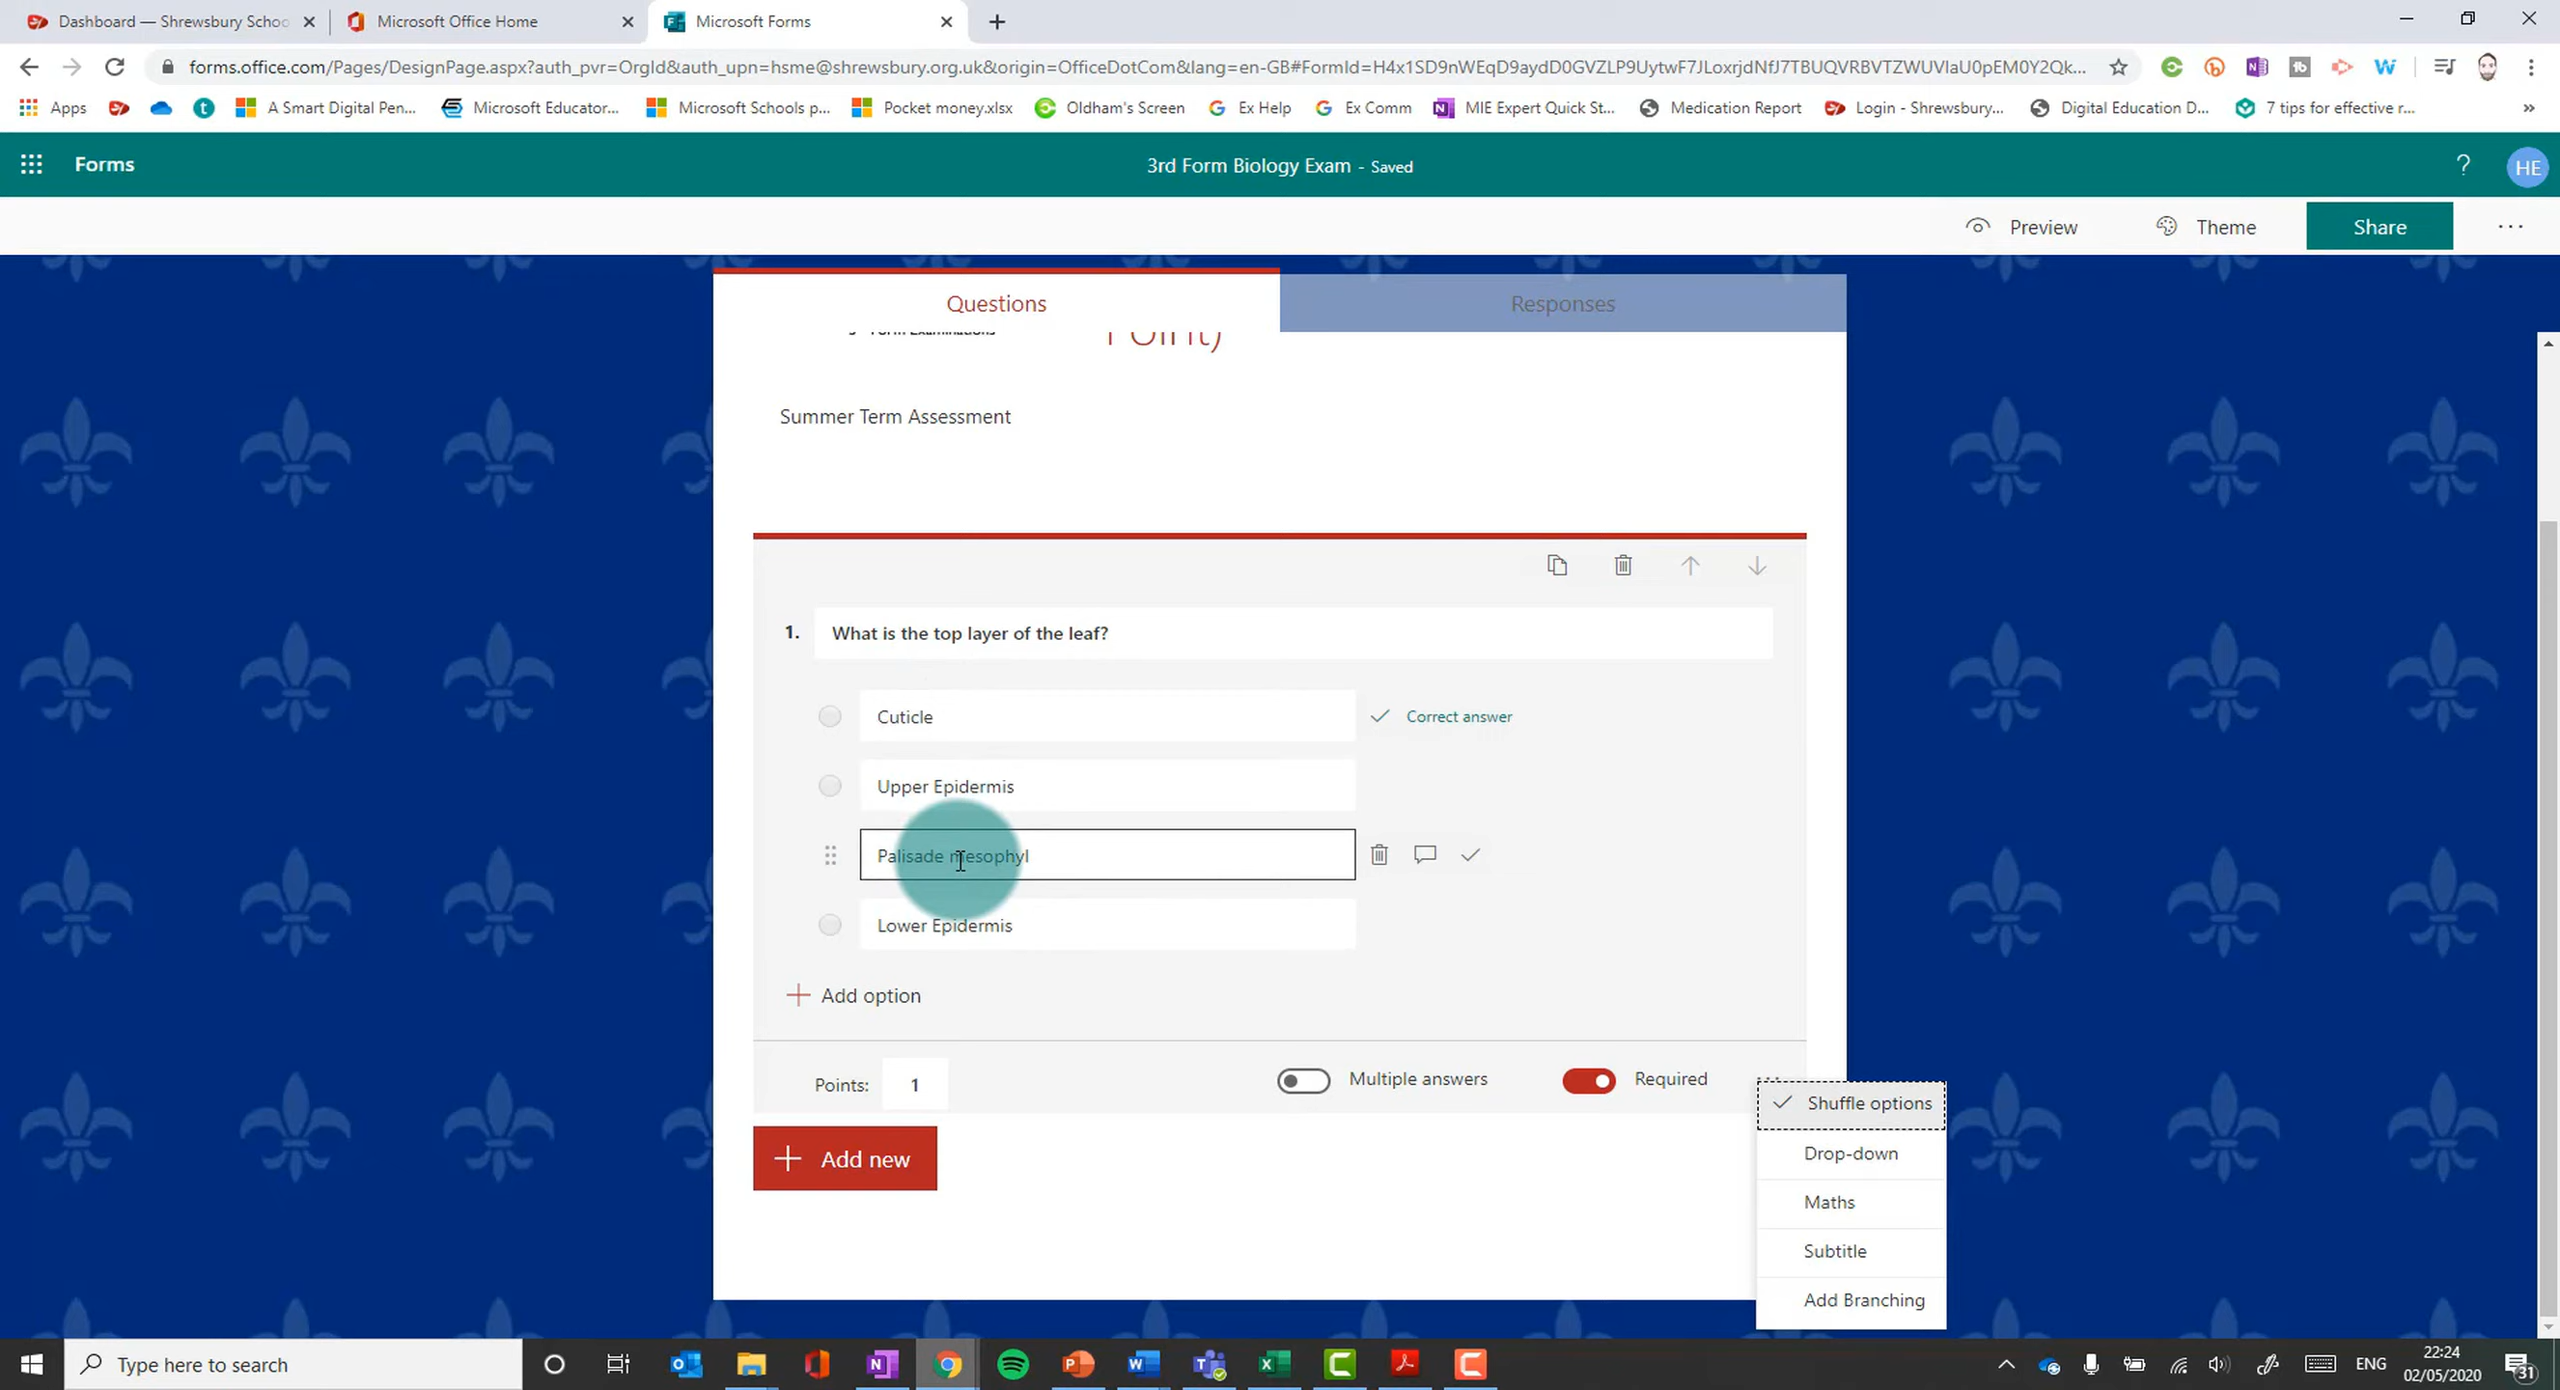 Dashboard — Shrewsbury Schoo
Microsoft Office Home
Microsoft Forms
forms.office.com/Pages/DesignPage.aspx?auth_pvr=OrgId&auth_upn=hsme@shrewsbury.org.uk&origin=OfficeDotCom&lang=en-GB#FormId=H4x1SD9nWEqD9aydD0GVZLP9UytwF7JLoxrjdNfJ7TBUQVRBVTZWUVlaU0pEM0Y2Qk...
Apps
A Smart Digital Pen...
Microsoft Educator...
Microsoft Schools p...
Pocket money.xlsx
Oldham's Screen
Ex Help
Ex Comm
MIE Expert Quick St...
Medication Report
Login - Shrewsbury...
Digital Education D...
7 tips for effective r...
Forms
3rd Form Biology Exam - Saved
? HE
Preview
Theme
Share
Questions
Responses
Point)
Summer Term Assessment
1. What is the top layer of the leaf?
Cuticle
Correct answer
Upper Epidermis
Palisade mesophyl
Lower Epidermis
Add option
Points: 1
Multiple answers
Required
Add new
Shuffle options
Drop-down
Maths
Subtitle
Add Branching
Type here to search
ENG
22:24
02/05/2020
31